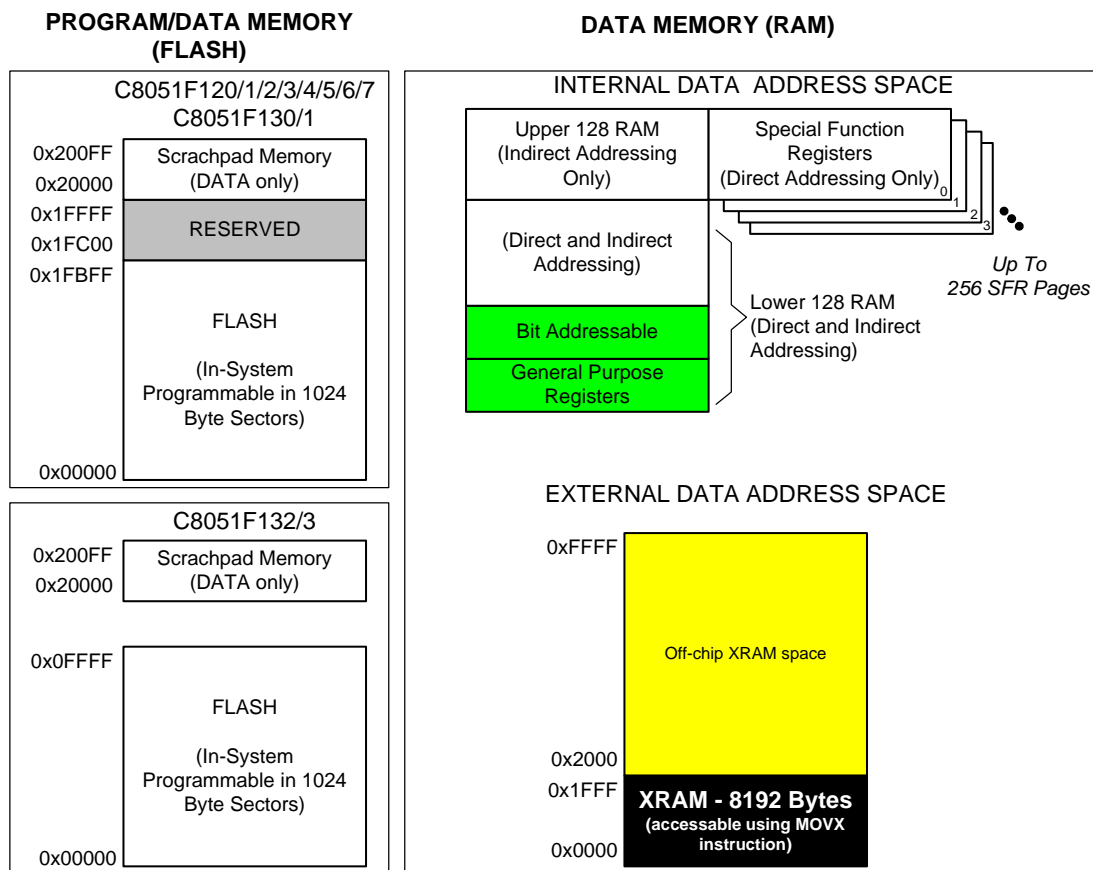 PROGRAM/DATA MEMORY
(FLASH)
C8051F120/1/2/3/4/5/6/7
C8051F130/1
0x200FF
0x20000
Scrachpad Memory
(DATA only)
0x1FFFF
0x1FC00
RESERVED
0x1FBFF
FLASH
(In-System
Programmable in 1024
Byte Sectors)
0x00000
C8051F132/3
0x200FF
0x20000
Scrachpad Memory
(DATA only)
0x0FFFF
FLASH
(In-System
Programmable in 1024
Byte Sectors)
0x00000
DATA MEMORY (RAM)
INTERNAL DATA ADDRESS SPACE
Upper 128 RAM
(Indirect Addressing
Only)
Special Function
Registers
(Direct Addressing Only)
0
1
2
3
Up To
256 SFR Pages
(Direct and Indirect
Addressing)
Bit Addressable
General Purpose
Registers
Lower 128 RAM
(Direct and Indirect
Addressing)
EXTERNAL DATA ADDRESS SPACE
0xFFFF
Off-chip XRAM space
0x2000
0x1FFF
XRAM - 8192 Bytes
(accessable using MOVX
instruction)
0x0000